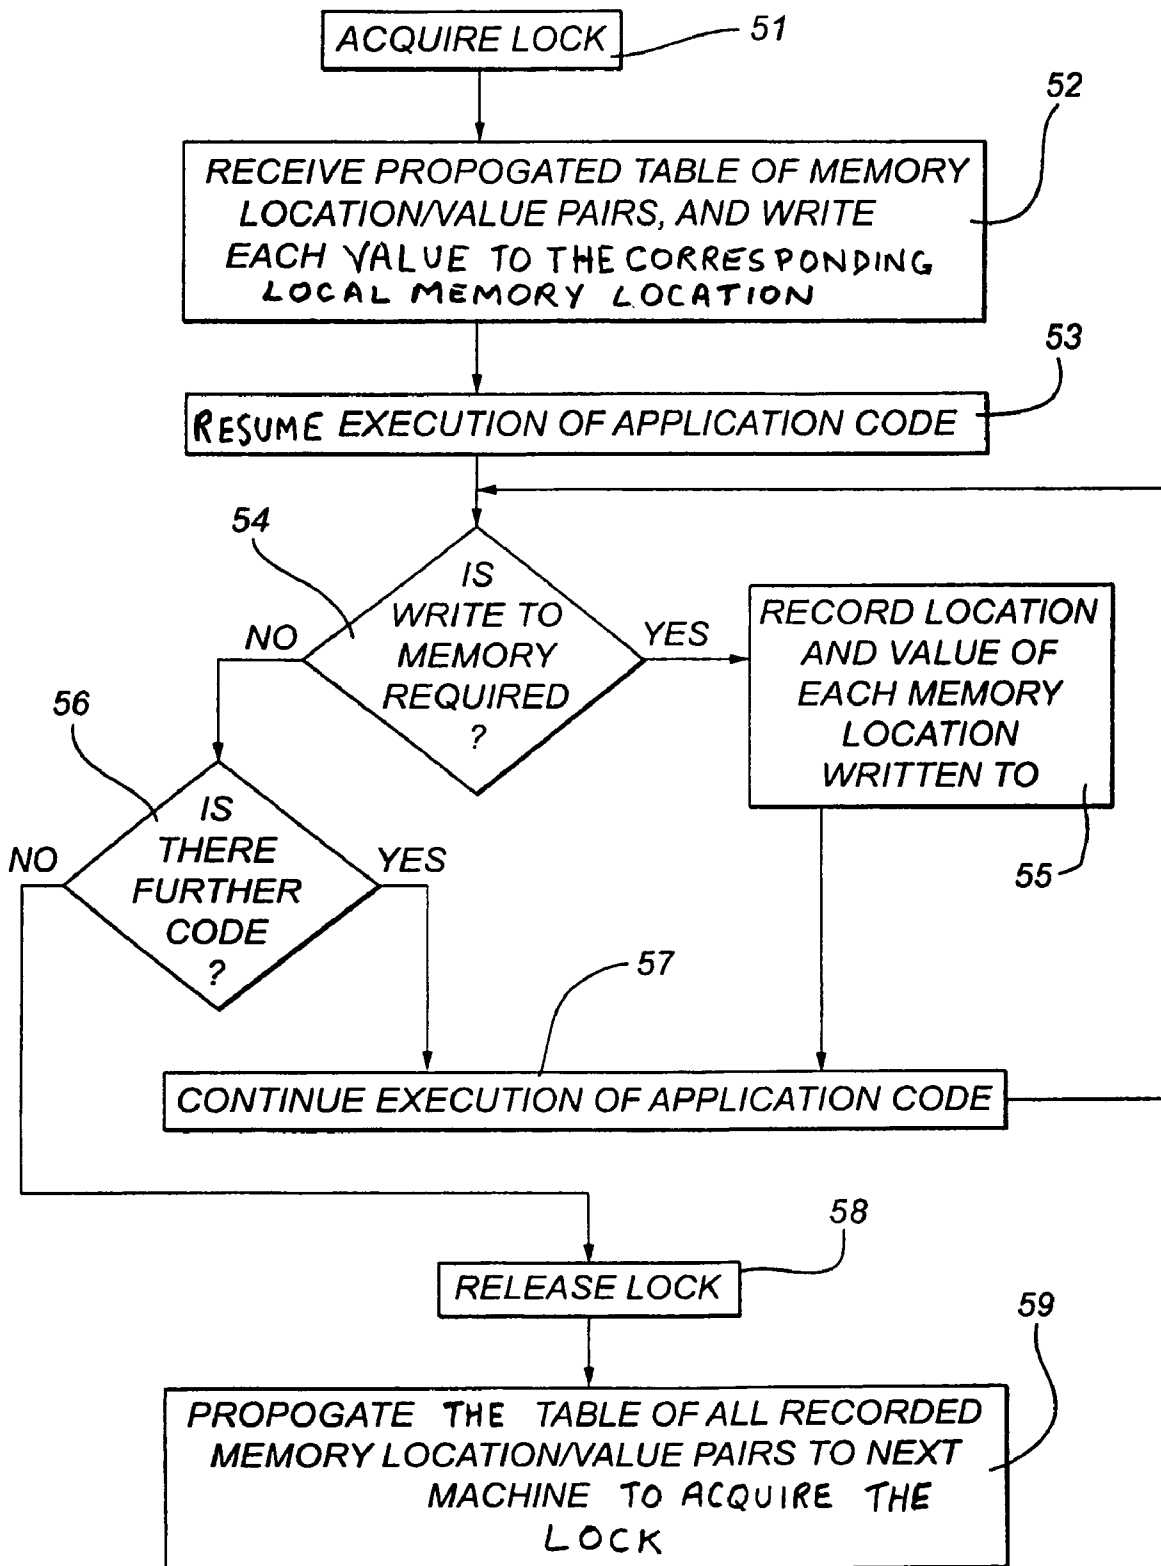 ACQUIRE LOCK
51
52
RECEIVE PROPOGATED TABLE OF MEMORY
LOCATION/VALUE PAIRS, AND WRITE
EACH VALUE TO THE CORRESPONDING
LOCAL MEMORY LOCATION
53
RESUME EXECUTION OF APPLICATION CODE
54
IS
WRITE TO
MEMORY
REQUIRED
?
NO
YES
RECORD LOCATION
AND VALUE OF
EACH MEMORY
LOCATION
WRITTEN TO
55
56
IS
THERE
FURTHER
CODE
?
NO
YES
57
CONTINUE EXECUTION OF APPLICATION CODE
58
RELEASE LOCK
59
PROPOGATE THE TABLE OF ALL RECORDED
MEMORY LOCATION/VALUE PAIRS TO NEXT
MACHINE TO ACQUIRE THE
LOCK